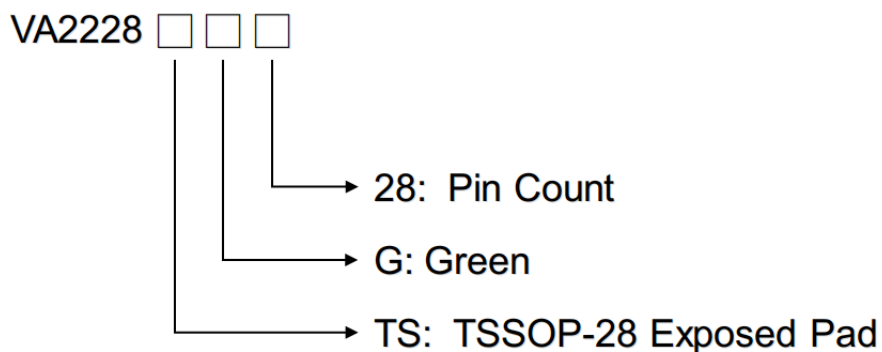 VA2228 □ □ □
28: Pin Count
G: Green
TS: TSSOP-28 Exposed Pad